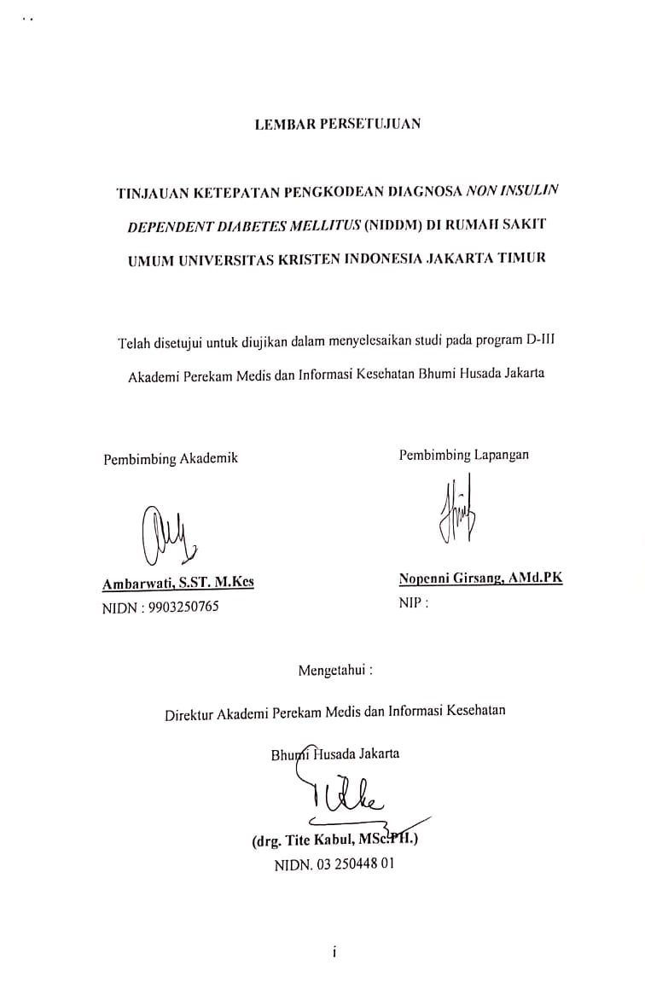 LEMBAR PERSETUJUAN
TINJAUAN KETEPATAN PENGKODEAN DIAGNOSA NON INSULIN
DEPENDENT DIABETES MELLITUS (NIDDM) DI RUMAH SAKIT
UMUM UNIVERSITAS KRISTEN INDONESIA JAKARTA TIMUR
Telah disetujui untuk diujikan dalam menyelesaikan studi pada program D-III
Akademi Perekam Medis dan Informasi Kesehatan Bhumi Husada Jakarta
Pembimbing Akademik
Ambarwati, S.ST. M.Kes
NIDN : 9903250765
Pembimbing Lapangan
Nopenni Girsang, AMd.PK
NIP :
Mengetahui :
Direktur Akademi Perekam Medis dan Informasi Kesehatan
Bhumi Husada Jakarta
(drg. Tite Kabul, MSc.PH.)
NIDN. 03 250448 01
i